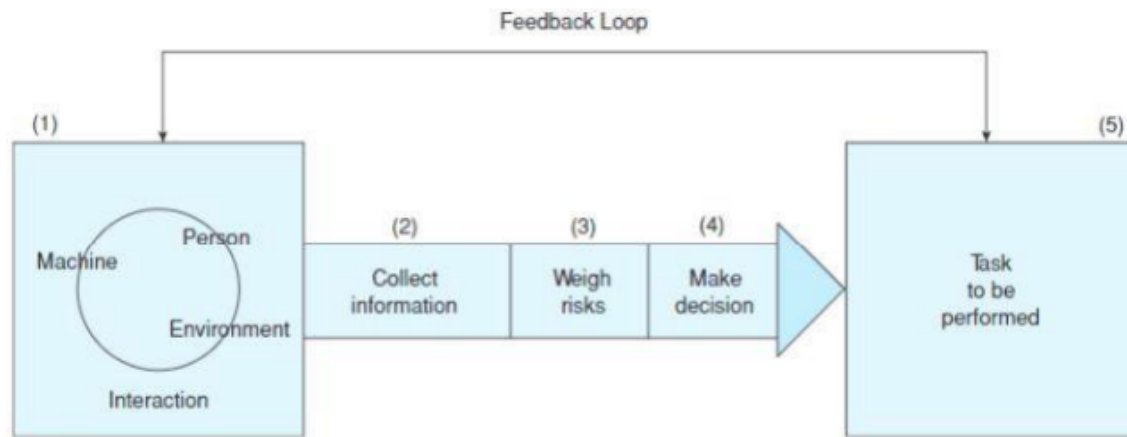 Feedback Loop
(1)
(5)
Person
Machine
Environment
Interaction
(2)
(3)
(4)
Collect
information
Weigh
risks
Make
decision
Task
to be
performed